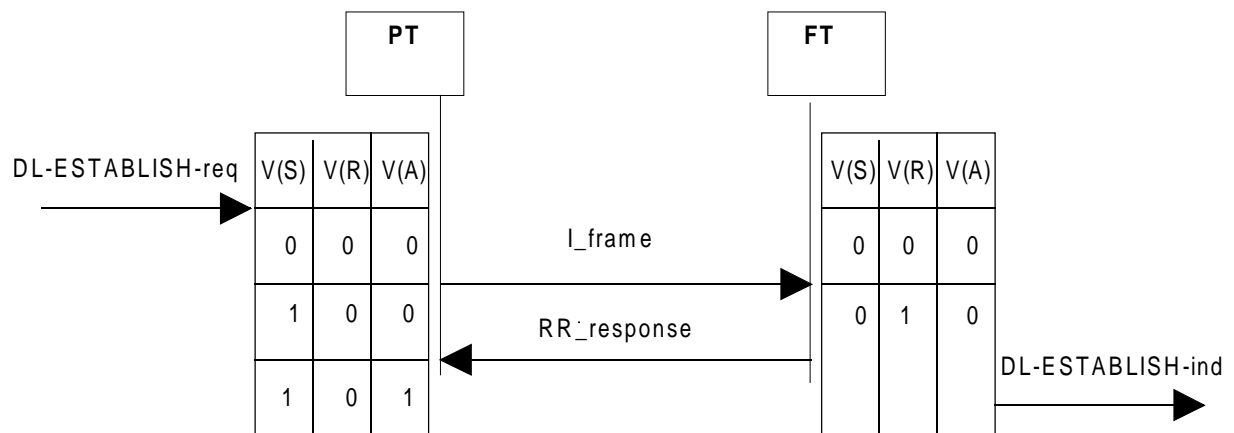 PT
FT
DL-ESTABLISH-req
V(S) V(R) V(A)
V(S) V(R) V(A)
0 0 0
I_frame
0 0 0
1 0 0
RR_response
0 1 0
DL-ESTABLISH-ind
1 0 1